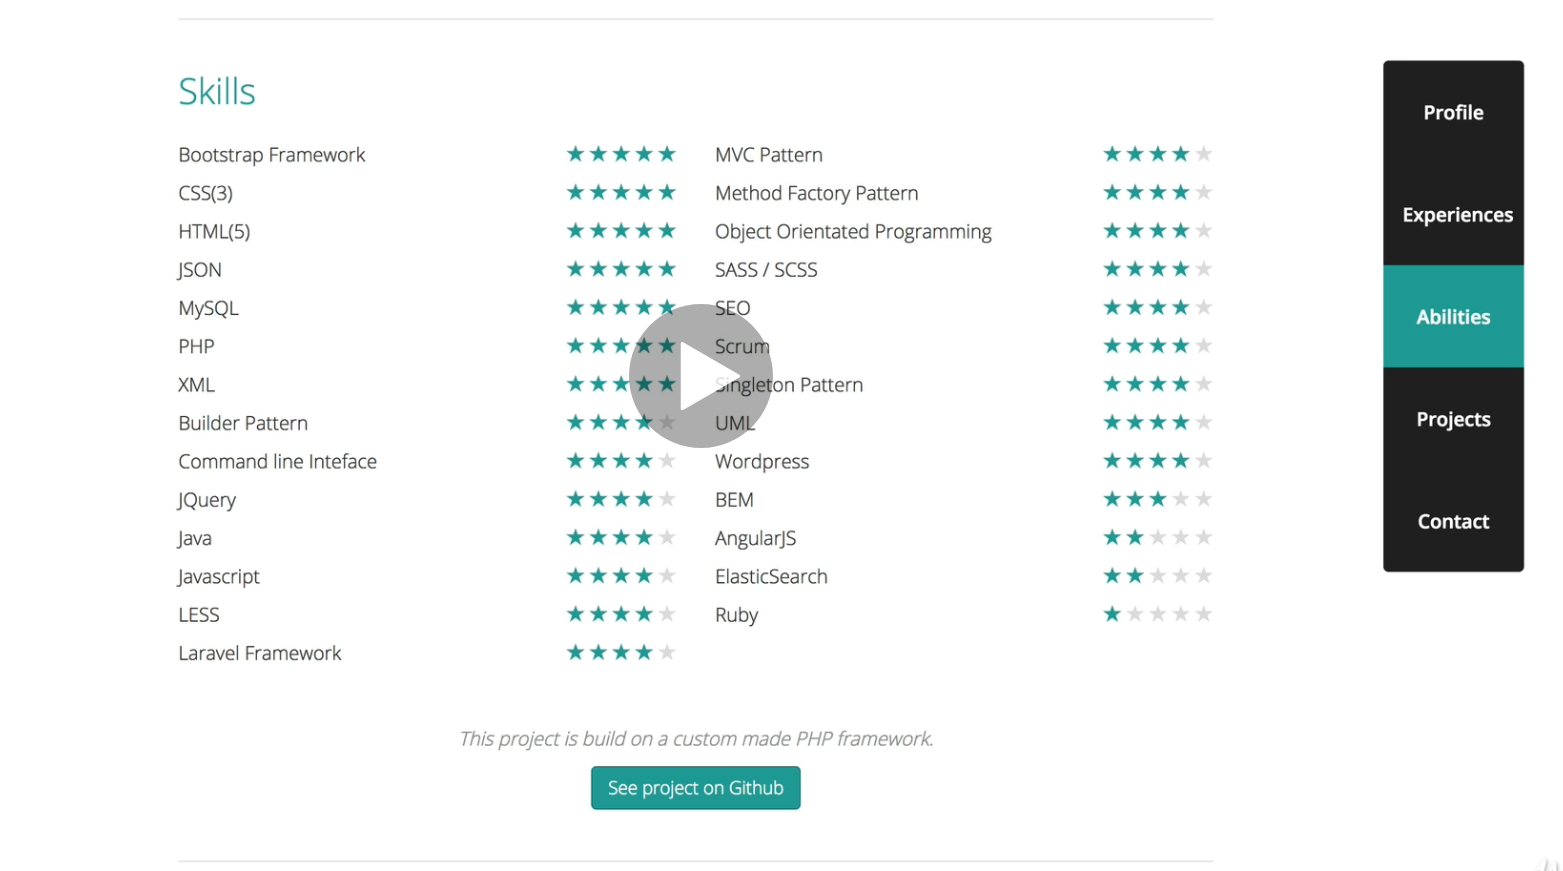 Skills
Bootstrap Framework
CSS(3)
HTML(5)
JSON
MySQL
PHP
XML
Builder Pattern
Command line Inteface
JQuery
Java
Javascript
LESS
Laravel Framework
MVC Pattern
Method Factory Pattern
Object Orientated Programming
SASS / SCSS
SEO
Scrum
Singleton Pattern
UML
Wordpress
BEM
AngularJS
ElasticSearch
Ruby
This project is build on a custom made PHP framework.
See project on Github
Profile
Experiences
Abilities
Projects
Contact